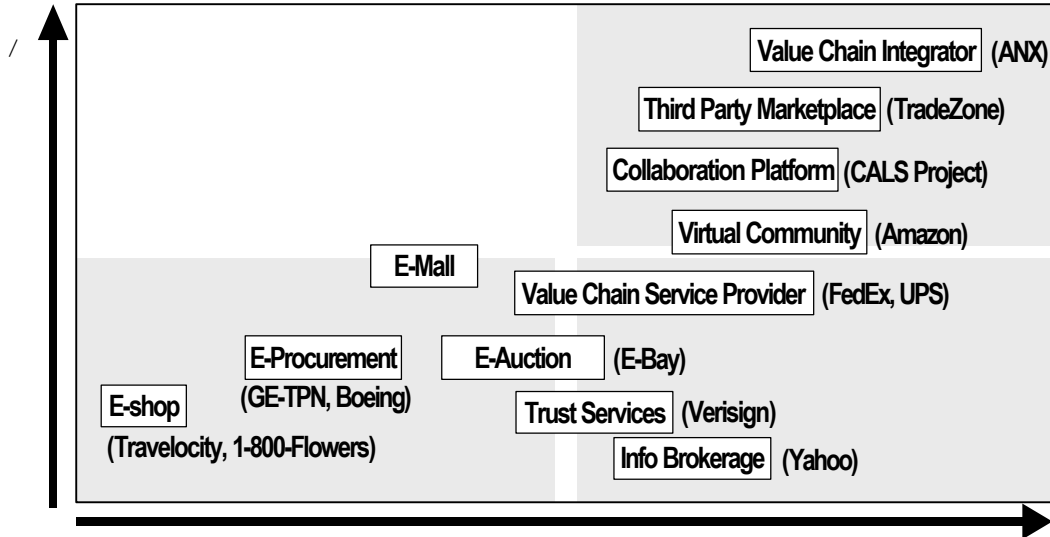 /
Value Chain Integrator (ANX)
Third Party Marketplace (TradeZone)
Collaboration Platform (CALS Project)
Virtual Community (Amazon)
E-Mall
Value Chain Service Provider (FedEx, UPS)
E-Procurement
E-Auction (E-Bay)
(GE-TPN, Boeing)
E-shop
Trust Services (Verisign)
(Travelocity, 1-800-Flowers)
Info Brokerage (Yahoo)